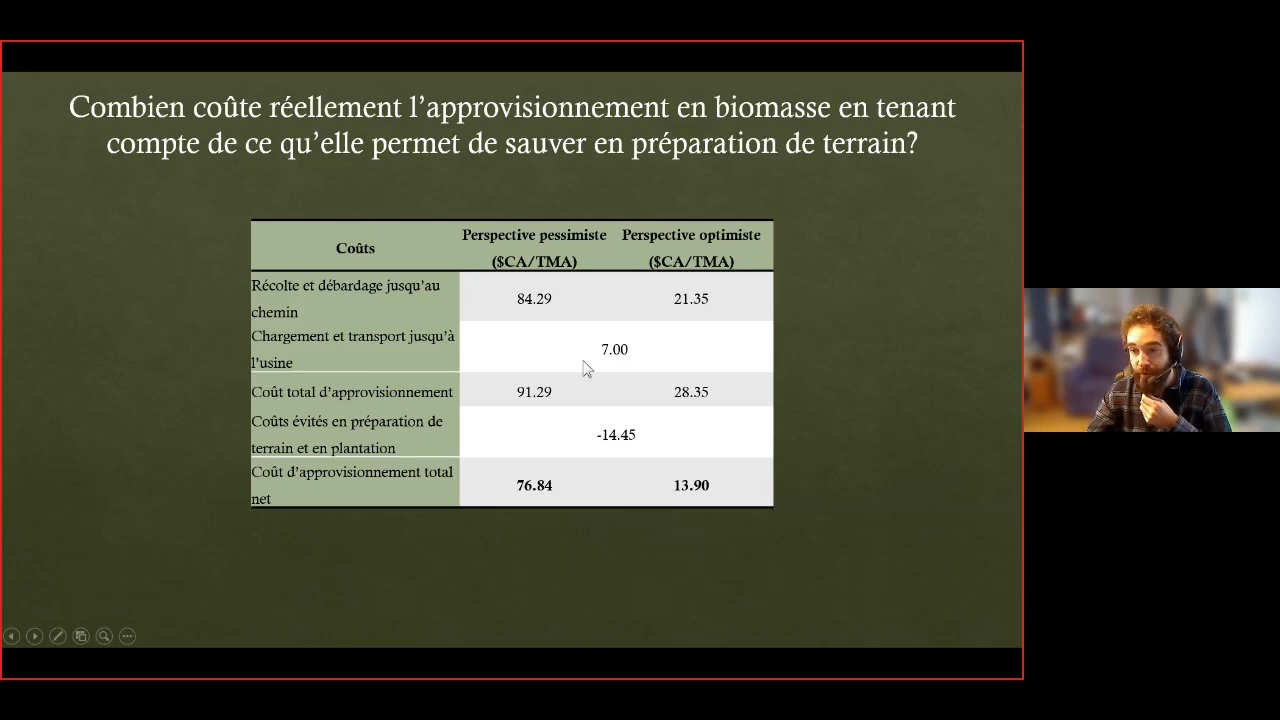 Combien coûte réellement l’approvisionnement en biomasse en tenant
compte de ce qu’elle permet de sauver en préparation de terrain?
Coûts
Perspective pessimiste
($CA/TMA)
Perspective optimiste
($CA/TMA)
Récolte et débardage jusqu’au
chemin
84.29
21.35
Chargement et transport jusqu’à
l’usine
7.00
Coût total d’approvisionnement
91.29
28.35
Coûts évités en préparation de
terrain et en plantation
-14.45
Coût d’approvisionnement total
net
76.84
13.90